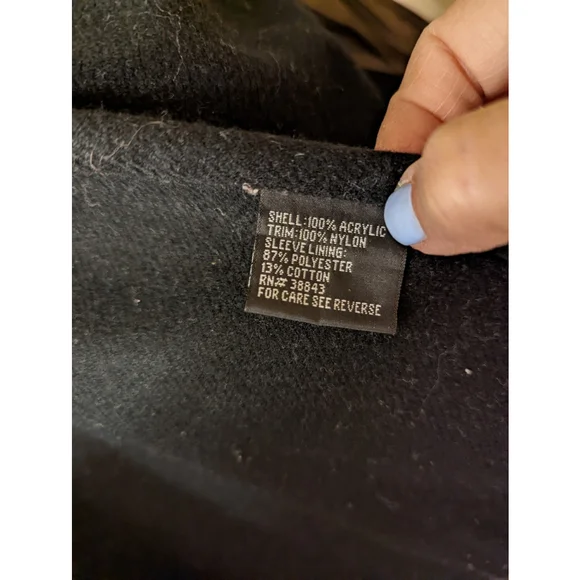 SHELL:100% ACRYLIC
TRIM:100% NYLON
SLEEVE LINING:
87% POLYESTER
13% COTTON
RN# 38843
FOR CARE SEE REVERSE